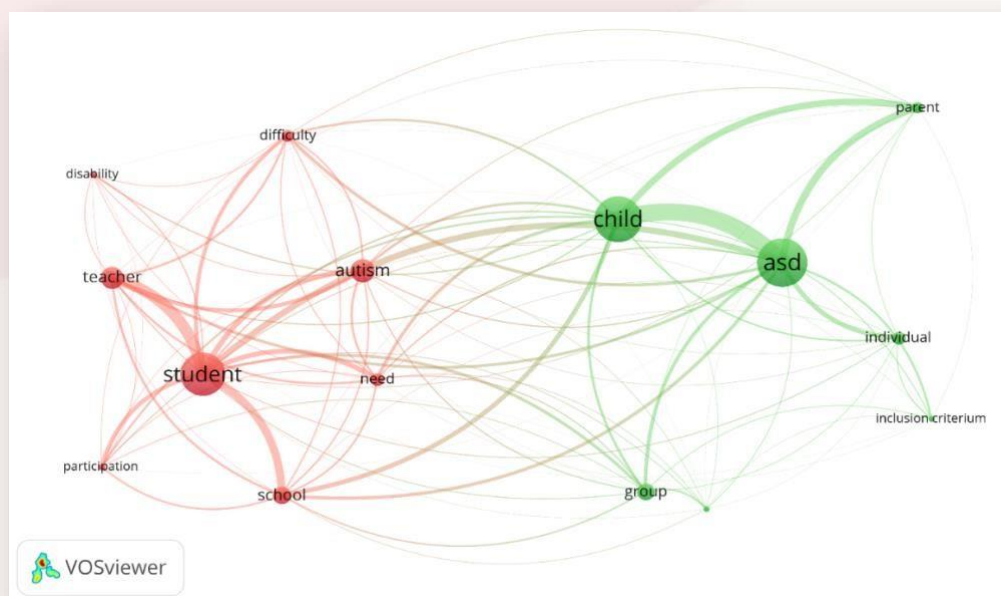 parent
difficulty
disability
child
asd
autism
teacher
individual
student
need
inclusion criterium
participation
group
school
VOSviewer